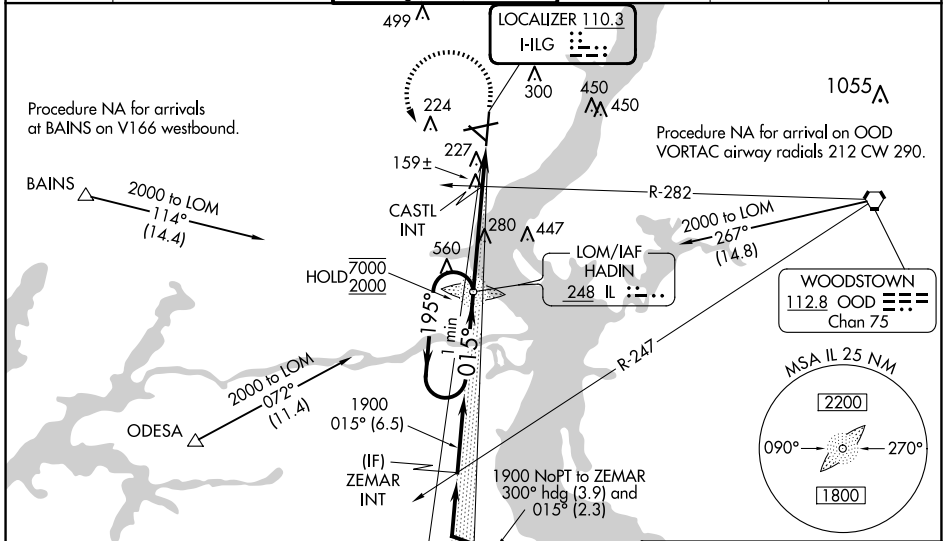 499
LOCALIZER 110.3
I-ILG
300
450
450
1055
224
Procedure NA for arrivals
at BAINS on V166 westbound.
Procedure NA for arrival on OOD
VORTAC airway radials 212 CW 290.
227
159±
BAINS
2000 to LOM
114°
(14.4)
CASTL
INT
R-282
2000 to LOM
267°
(14.8)
280
447
560
HOLD
7000
2000
LOM/IAF
HADIN
248 IL
WOODSTOWN
112.8 OOD
Chan 75
195°
1 min
015°
R-247
MSA IL 25 NM
2200
090°
270°
1800
2000 to LOM
072°
(11.4)
ODESA
1900
015° (6.5)
(IF)
ZEMAR
INT
1900 NoPT to ZEMAR
300° hdg (3.9) and
015° (2.3)